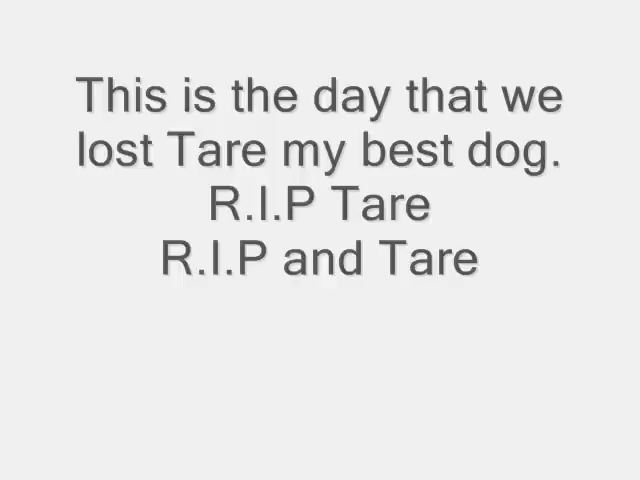 This is the day that we
lost Tare my best dog.
R.I.P Tare
R.I.P and Tare